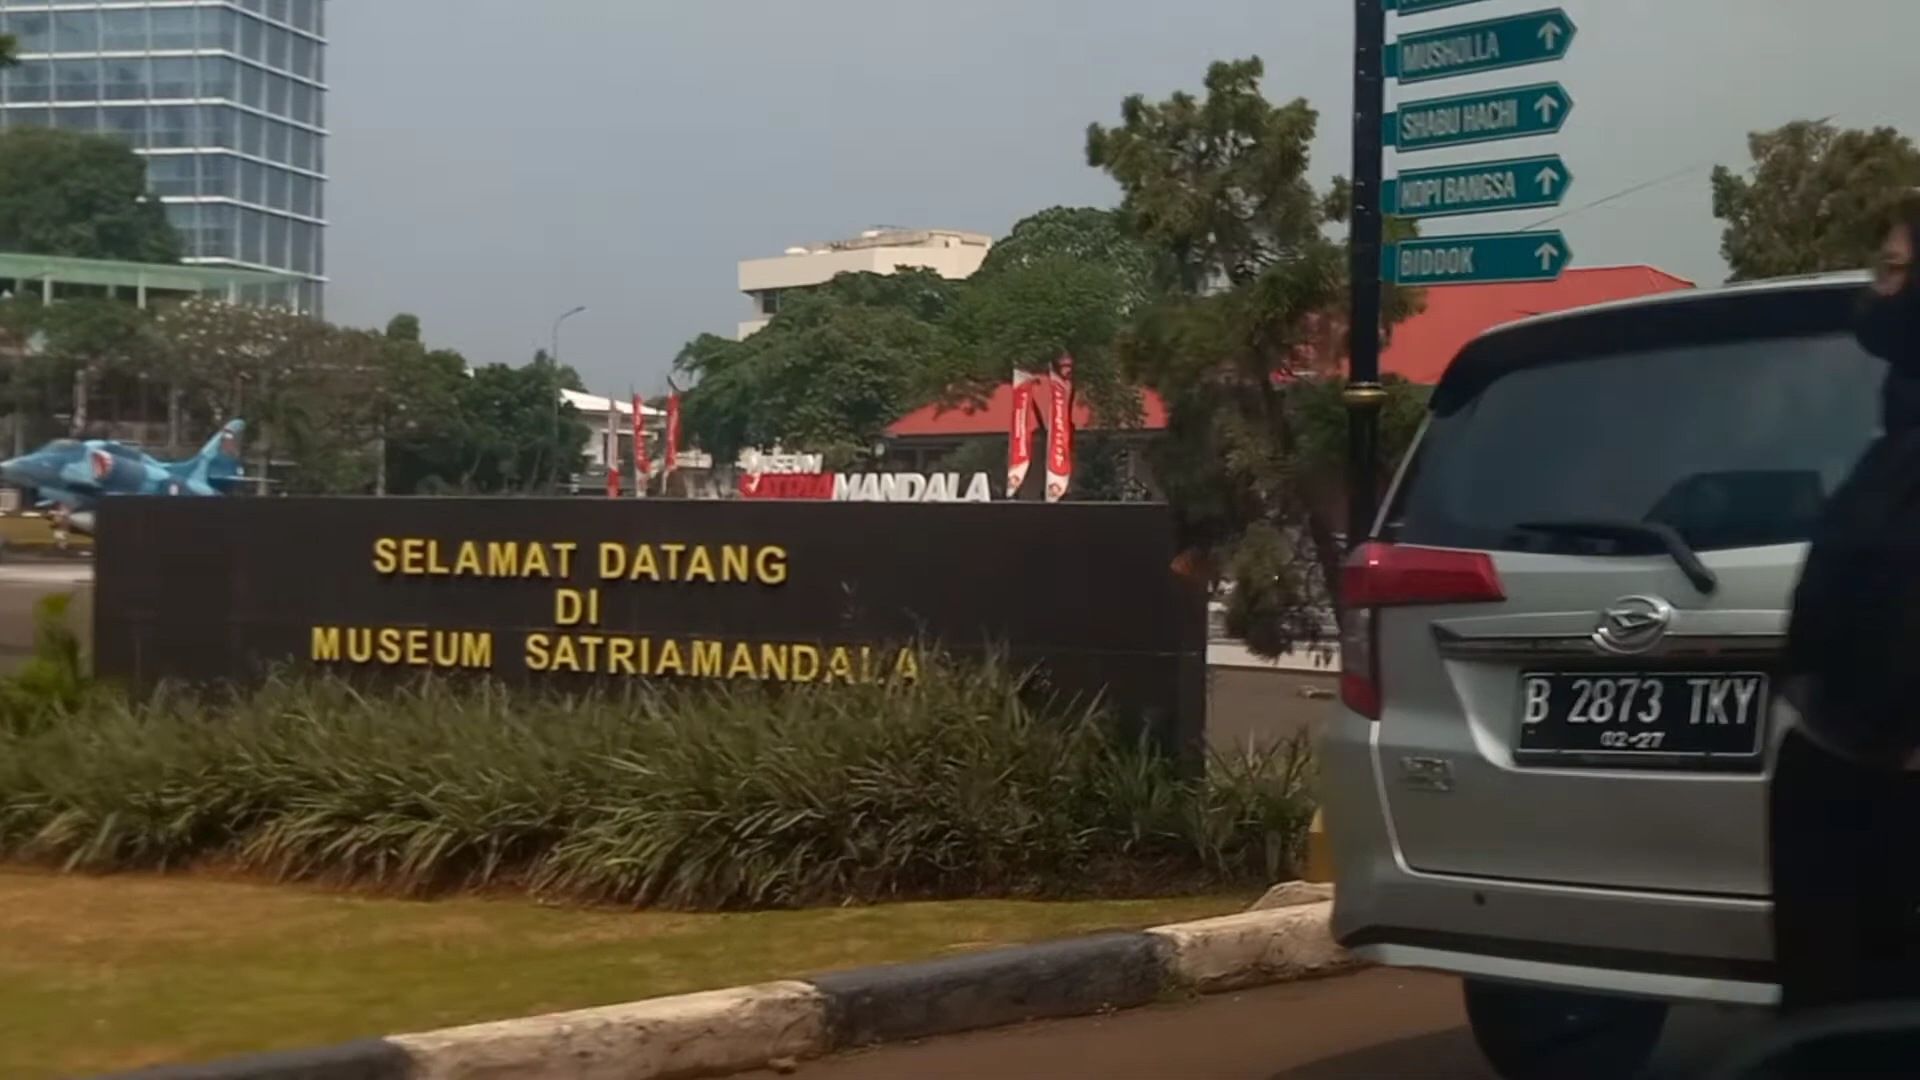 MUSHOLLA
SHABU HACHI
KOPI BANGSA
BIDDOK
MUSEUM
SATRIAMANDALA
SELAMAT DATANG
DI
MUSEUM SATRIAMANDALA
B 2873 TKY
02-27